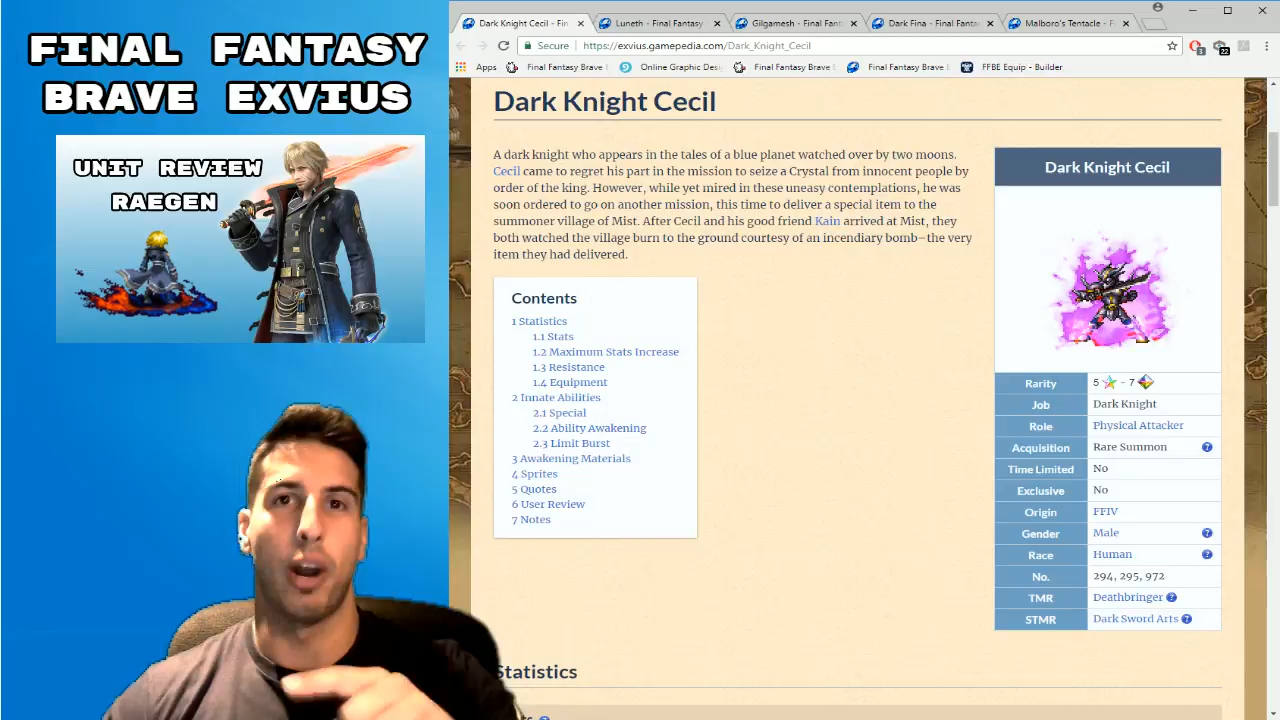 FINAL FANTASY
BRAVE EXVIUS
UNIT REVIEW
RAEGEN
Dark Knight Cecil - Fin
Luneth - Final Fantasy
Gilgamesh - Final Fant
Dark Fina - Final Fanta
Malboro's Tentacle - F
Secure
https://exvius.gamepedia.com/Dark_Knight_Cecil
22
Apps
Final Fantasy Brave
Online Graphic Des
Final Fantasy Brave
Final Fantasy Brave
FFBE Equip - Builder
Dark Knight Cecil
A dark knight who appears in the tales of a blue planet watched over by two moons.
Cecil came to regret his part in the mission to seize a Crystal from innocent people by
order of the king. However, while yet mired in these uneasy contemplations, he was
soon ordered to go on another mission, this time to deliver a special item to the
summoner village of Mist. After Cecil and his good friend Kain arrived at Mist, they
both watched the village burn to the ground courtesy of an incendiary bomb–the very
item they had delivered.
Contents
1 Statistics
1.1 Stats
1.2 Maximum Stats Increase
1.3 Resistance
1.4 Equipment
2 Innate Abilities
2.1 Special
2.2 Ability Awakening
2.3 Limit Burst
3 Awakening Materials
4 Sprites
5 Quotes
6 User Review
7 Notes
Dark Knight Cecil
Rarity 5 - 7
Job Dark Knight
Role Physical Attacker
Acquisition Rare Summon ?
Time Limited No
Exclusive No
Origin FFIV
Gender Male ?
Race Human ?
No. 294, 295, 972
TMR Deathbringer ?
STMR Dark Sword Arts ?
Statistics